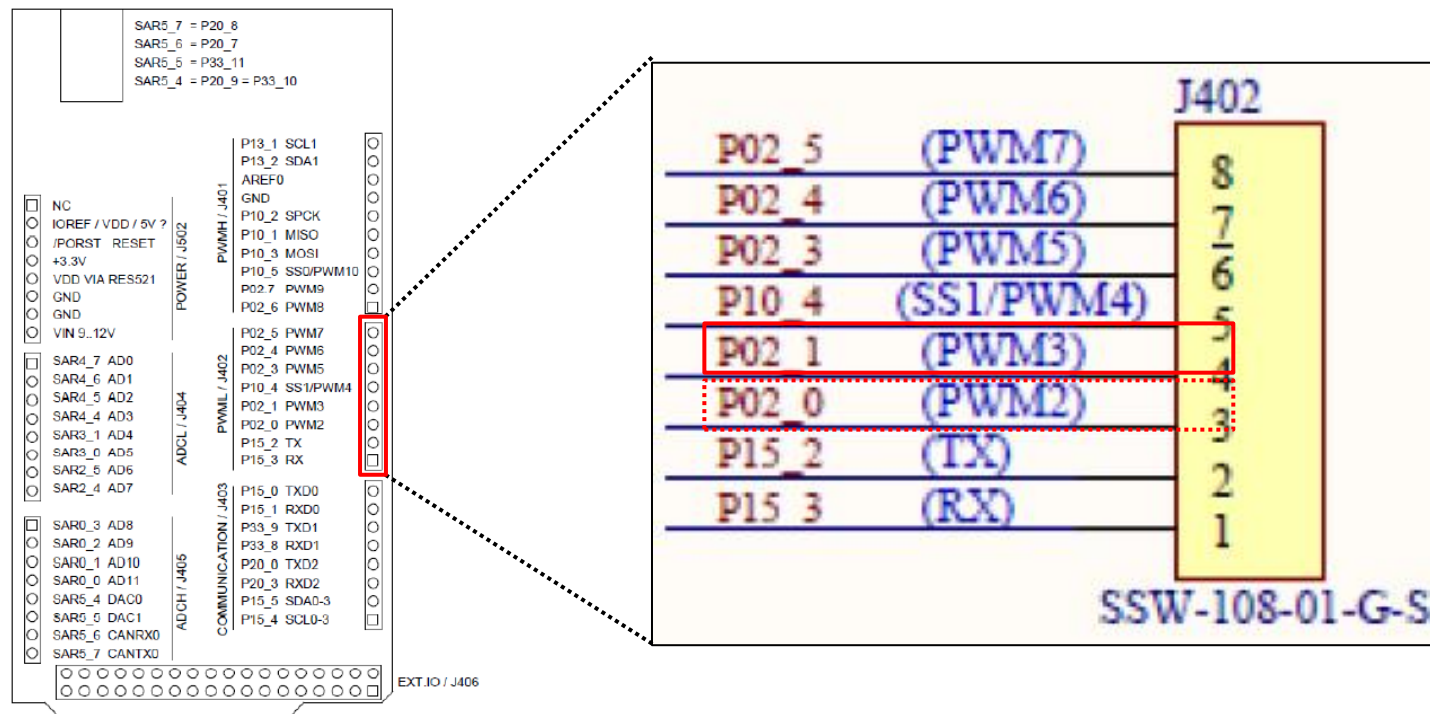 SAR5_7 = P20_8
SAR5_6 = P20_7
SAR5_5 = P33_11
SAR5_4 = P20_9 = P33_10
NC
IOREF / VDD / 5V ?
/PORST RESET
+3.3V
VDD VIA RES521
GND
GND
VIN 9..12V
POWER / J502
SAR4_7 AD0
SAR4_6 AD1
SAR4_5 AD2
SAR4_4 AD3
SAR3_1 AD4
SAR3_0 AD5
SAR2_5 AD6
SAR2_4 AD7
ADCL / J404
SAR0_3 AD8
SAR0_2 AD9
SAR0_1 AD10
SAR0_0 AD11
SAR5_4 DAC0
SAR5_5 DAC1
SAR5_6 CANRX0
SAR5_7 CANTX0
ADCH / J405
PWMH / J401
P13_1 SCL1
P13_2 SDA1
AREF0
GND
P10_2 SPCK
P10_1 MISO
P10_3 MOSI
P10_5 SS0/PWM10
P02.7 PWM9
P02_6 PWM8
PWML / J402
P02_5 PWM7
P02_4 PWM6
P02_3 PWM5
P10_4 SS1/PWM4
P02_1 PWM3
P02_0 PWM2
P15_2 TX
P15_3 RX
COMMUNICATION / J403
P15_0 TXD0
P15_1 RXD0
P33_9 TXD1
P33_8 RXD1
P20_0 TXD2
P20_3 RXD2
P15_5 SDA0-3
P15_4 SCL0-3
EXT.IO / J406
J402
P02_5 (PWM7) 8
P02_4 (PWM6) 7
P02_3 (PWM5) 6
P10_4 (SS1/PWM4) 5
P02_1 (PWM3) 4
P02_0 (PWM2) 3
P15_2 (TX) 2
P15_3 (RX) 1
SSW-108-01-G-S